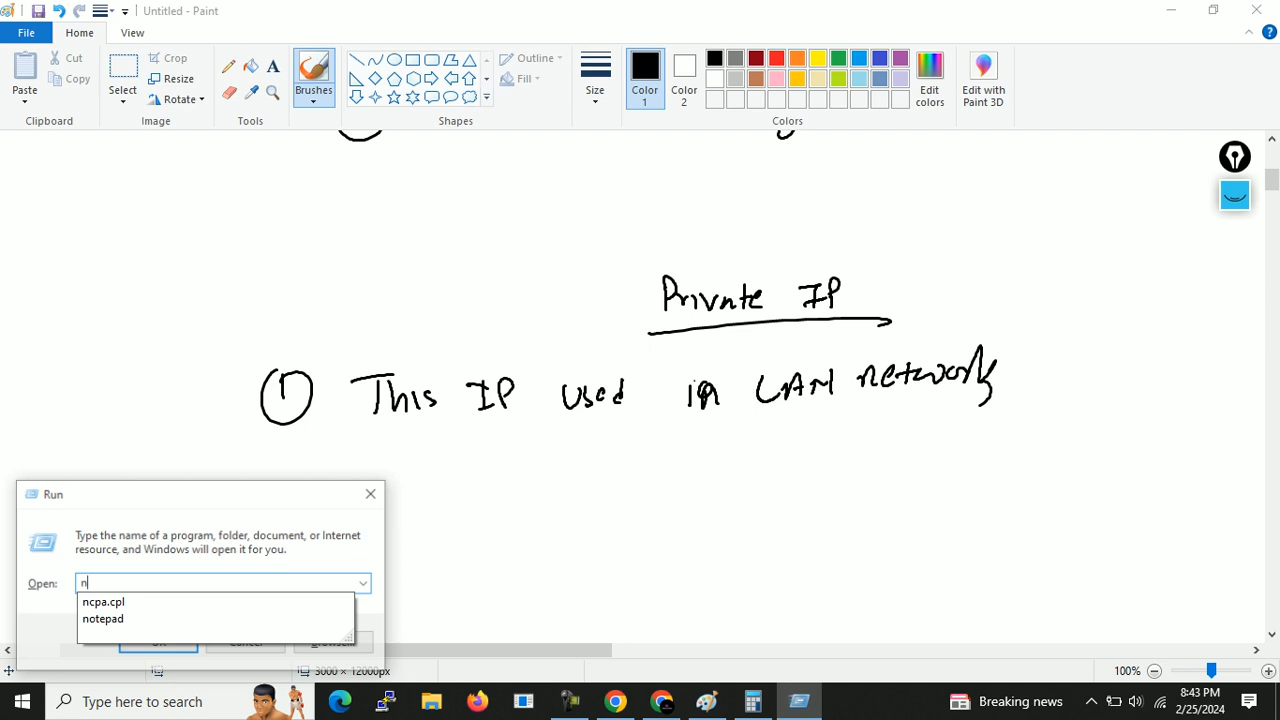 Untitled - Paint
File Home View
Paste
Cut
Copy
Clipboard
Select
Crop
Resize
Rotate
Image
Tools
Brushes
Outline
Fill
Shapes
Size
Color 1
Color 2
Edit colors
Colors
Edit with Paint 3D
Private IP
1 This IP used in LAN network
Run
Type the name of a program, folder, document, or Internet
resource, and Windows will open it for you.
Open: n
ncpa.cpl
notepad
3000 × 12000px
100%
Type here to search
Breaking news
8:43 PM
2/25/2024